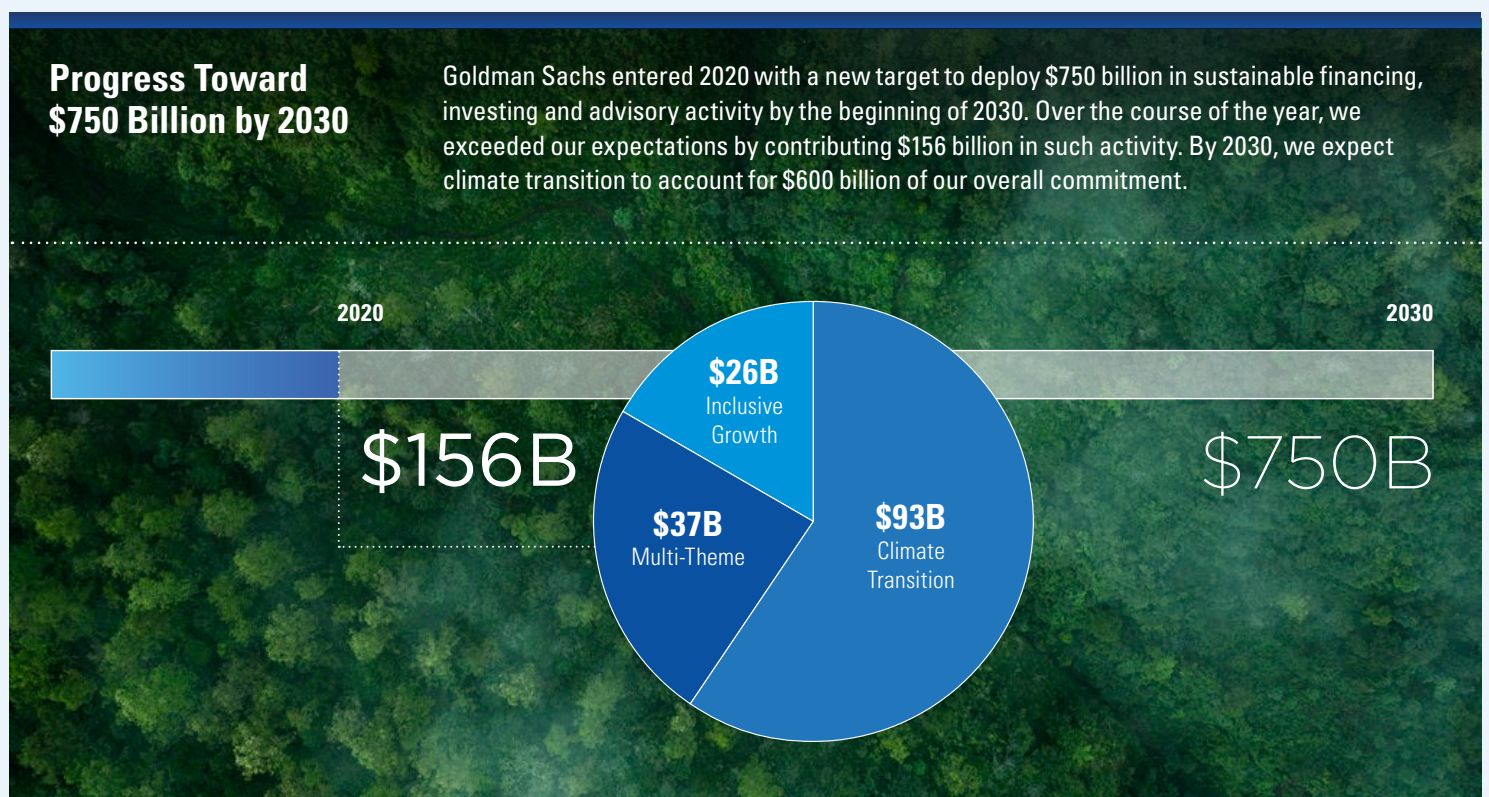 Progress Toward
$750 Billion by 2030
Goldman Sachs entered 2020 with a new target to deploy $750 billion in sustainable financing,
investing and advisory activity by the beginning of 2030. Over the course of the year, we
exceeded our expectations by contributing $156 billion in such activity. By 2030, we expect
climate transition to account for $600 billion of our overall commitment.
2020
2030
$156B
$750B
$26B
Inclusive
Growth
$37B
Multi-Theme
$93B
Climate
Transition